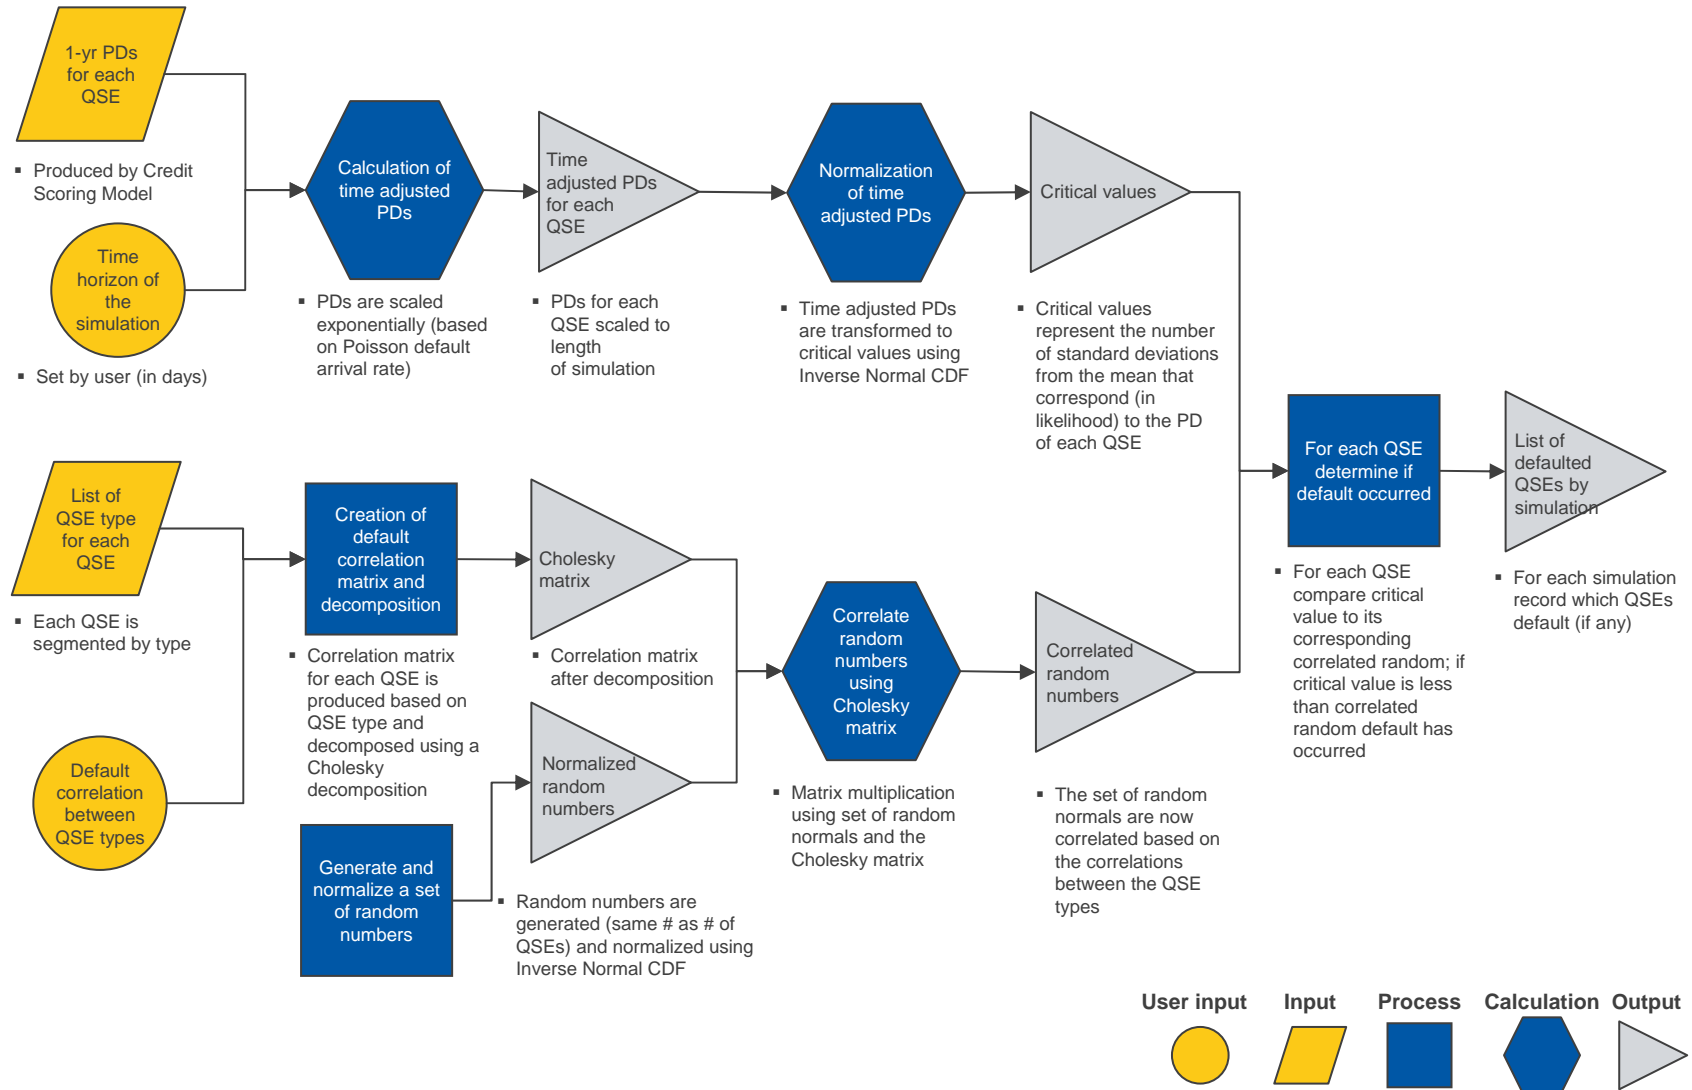 1-yr PDs
for each
QSE
▪ Produced by Credit
Scoring Model
Time
horizon of
the
simulation
▪ Set by user (in days)
Calculation of
time adjusted
PDs
▪ PDs are scaled
exponentially (based
on Poisson default
arrival rate)
Time
adjusted PDs
for each
QSE
▪ PDs for each
QSE scaled to
length
of simulation
Normalization
of time
adjusted PDs
▪ Time adjusted PDs
are transformed to
critical values using
Inverse Normal CDF
Critical values
▪ Critical values
represent the number
of standard deviations
from the mean that
correspond (in
likelihood) to the PD
of each QSE
List of
QSE type
for each
QSE
▪ Each QSE is
segmented by type
Default
correlation
between
QSE types
Creation of
default
correlation
matrix and
decomposition
▪ Correlation matrix
for each QSE is
produced based on
QSE type and
decomposed using a
Cholesky
decomposition
Cholesky
matrix
▪ Correlation matrix
after decomposition
Generate and
normalize a set
of random
numbers
Normalized
random
numbers
▪ Random numbers are
generated (same # as # of
QSEs) and normalized using
Inverse Normal CDF
Correlate
random
numbers
using
Cholesky
matrix
▪ Matrix multiplication
using set of random
normals and the
Cholesky matrix
Correlated
random
numbers
▪ The set of random
normals are now
correlated based on
the correlations
between the QSE
types
For each QSE
determine if
default occurred
▪ For each QSE
compare critical
value to its
corresponding
correlated random; if
critical value is less
than correlated
random default has
occurred
List of
defaulted
QSEs by
simulation
▪ For each simulation
record which QSEs
default (if any)
User input
Input
Process
Calculation
Output